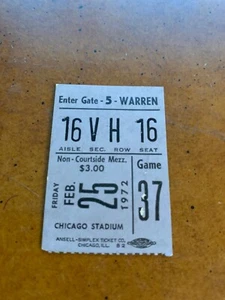 Enter Gate - 5 - WARREN
16 V H 16
AISLE SEC. ROW SEAT
Non-Courtside Mezz.
$3.00
Game
37
FRIDAY
FEB.
25
1972
CHICAGO STADIUM
ANSELL-SIMPLEX TICKET CO.
CHICAGO, ILL.